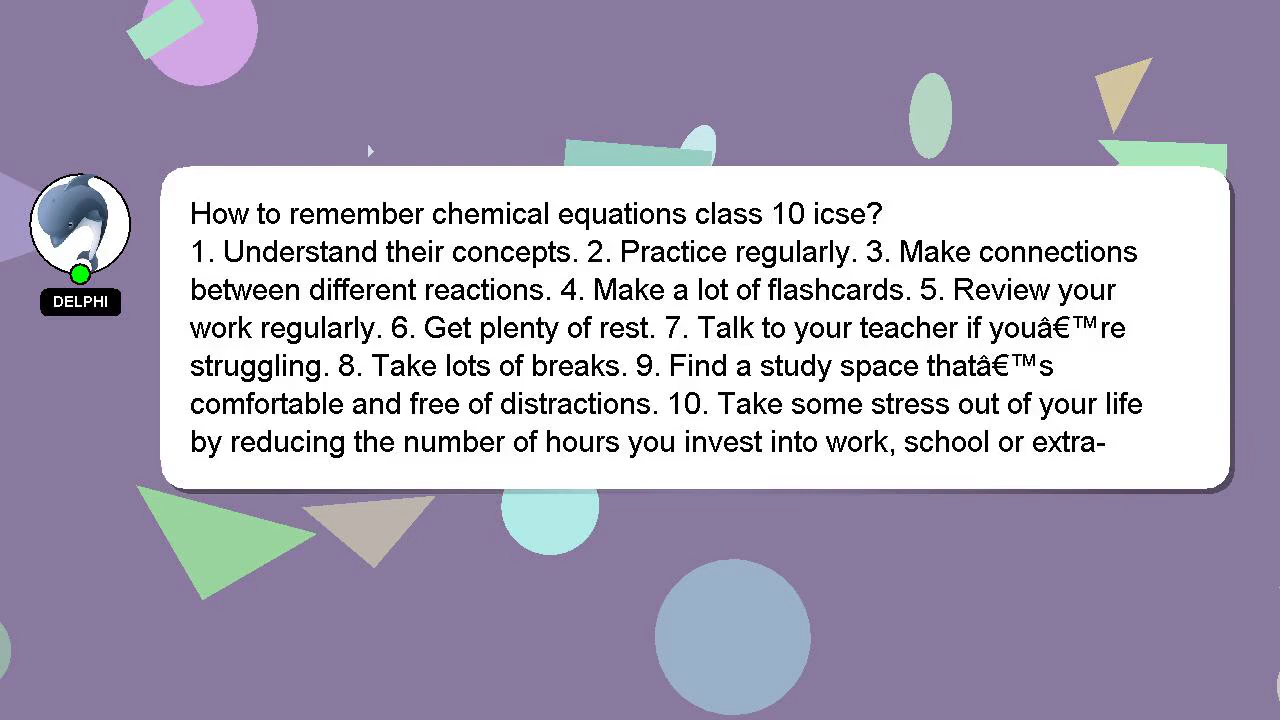 How to remember chemical equations class 10 icse?
1. Understand their concepts. 2. Practice regularly. 3. Make connections
between different reactions. 4. Make a lot of flashcards. 5. Review your
work regularly. 6. Get plenty of rest. 7. Talk to your teacher if youâ€™re
struggling. 8. Take lots of breaks. 9. Find a study space thatâ€™s
comfortable and free of distractions. 10. Take some stress out of your life
by reducing the number of hours you invest into work, school or extra-
DELPHI